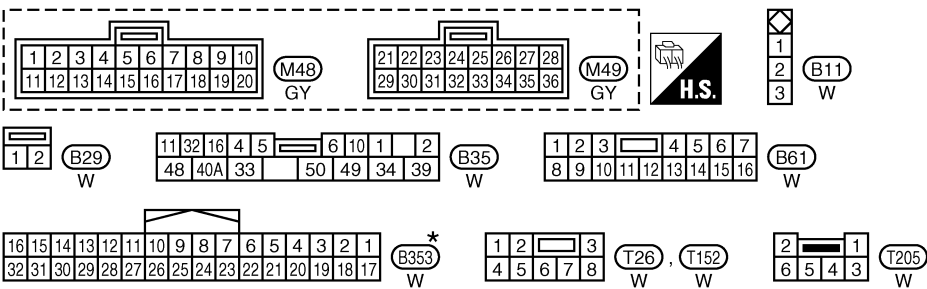 1 2 3 4 5 6 7 8 9 10
11 12 13 14 15 16 17 18 19 20
M48
GY
21 22 23 24 25 26 27 28
29 30 31 32 33 34 35 36
M49
GY
H.S.
1
2
3
B11
W
1 2
B29
W
11 32 16 4 5 6 10 1 2
48 40A 33 50 49 34 39
B35
W
1 2 3 4 5 6 7
8 9 10 11 12 13 14 15 16
B61
W
16 15 14 13 12 11 10 9 8 7 6 5 4 3 2 1
32 31 30 29 28 27 26 25 24 23 22 21 20 19 18 17
B353 *
W
1 2 3
4 5 6 7 8
T26 , T152
W W
2 1
6 5 4 3
T205
W